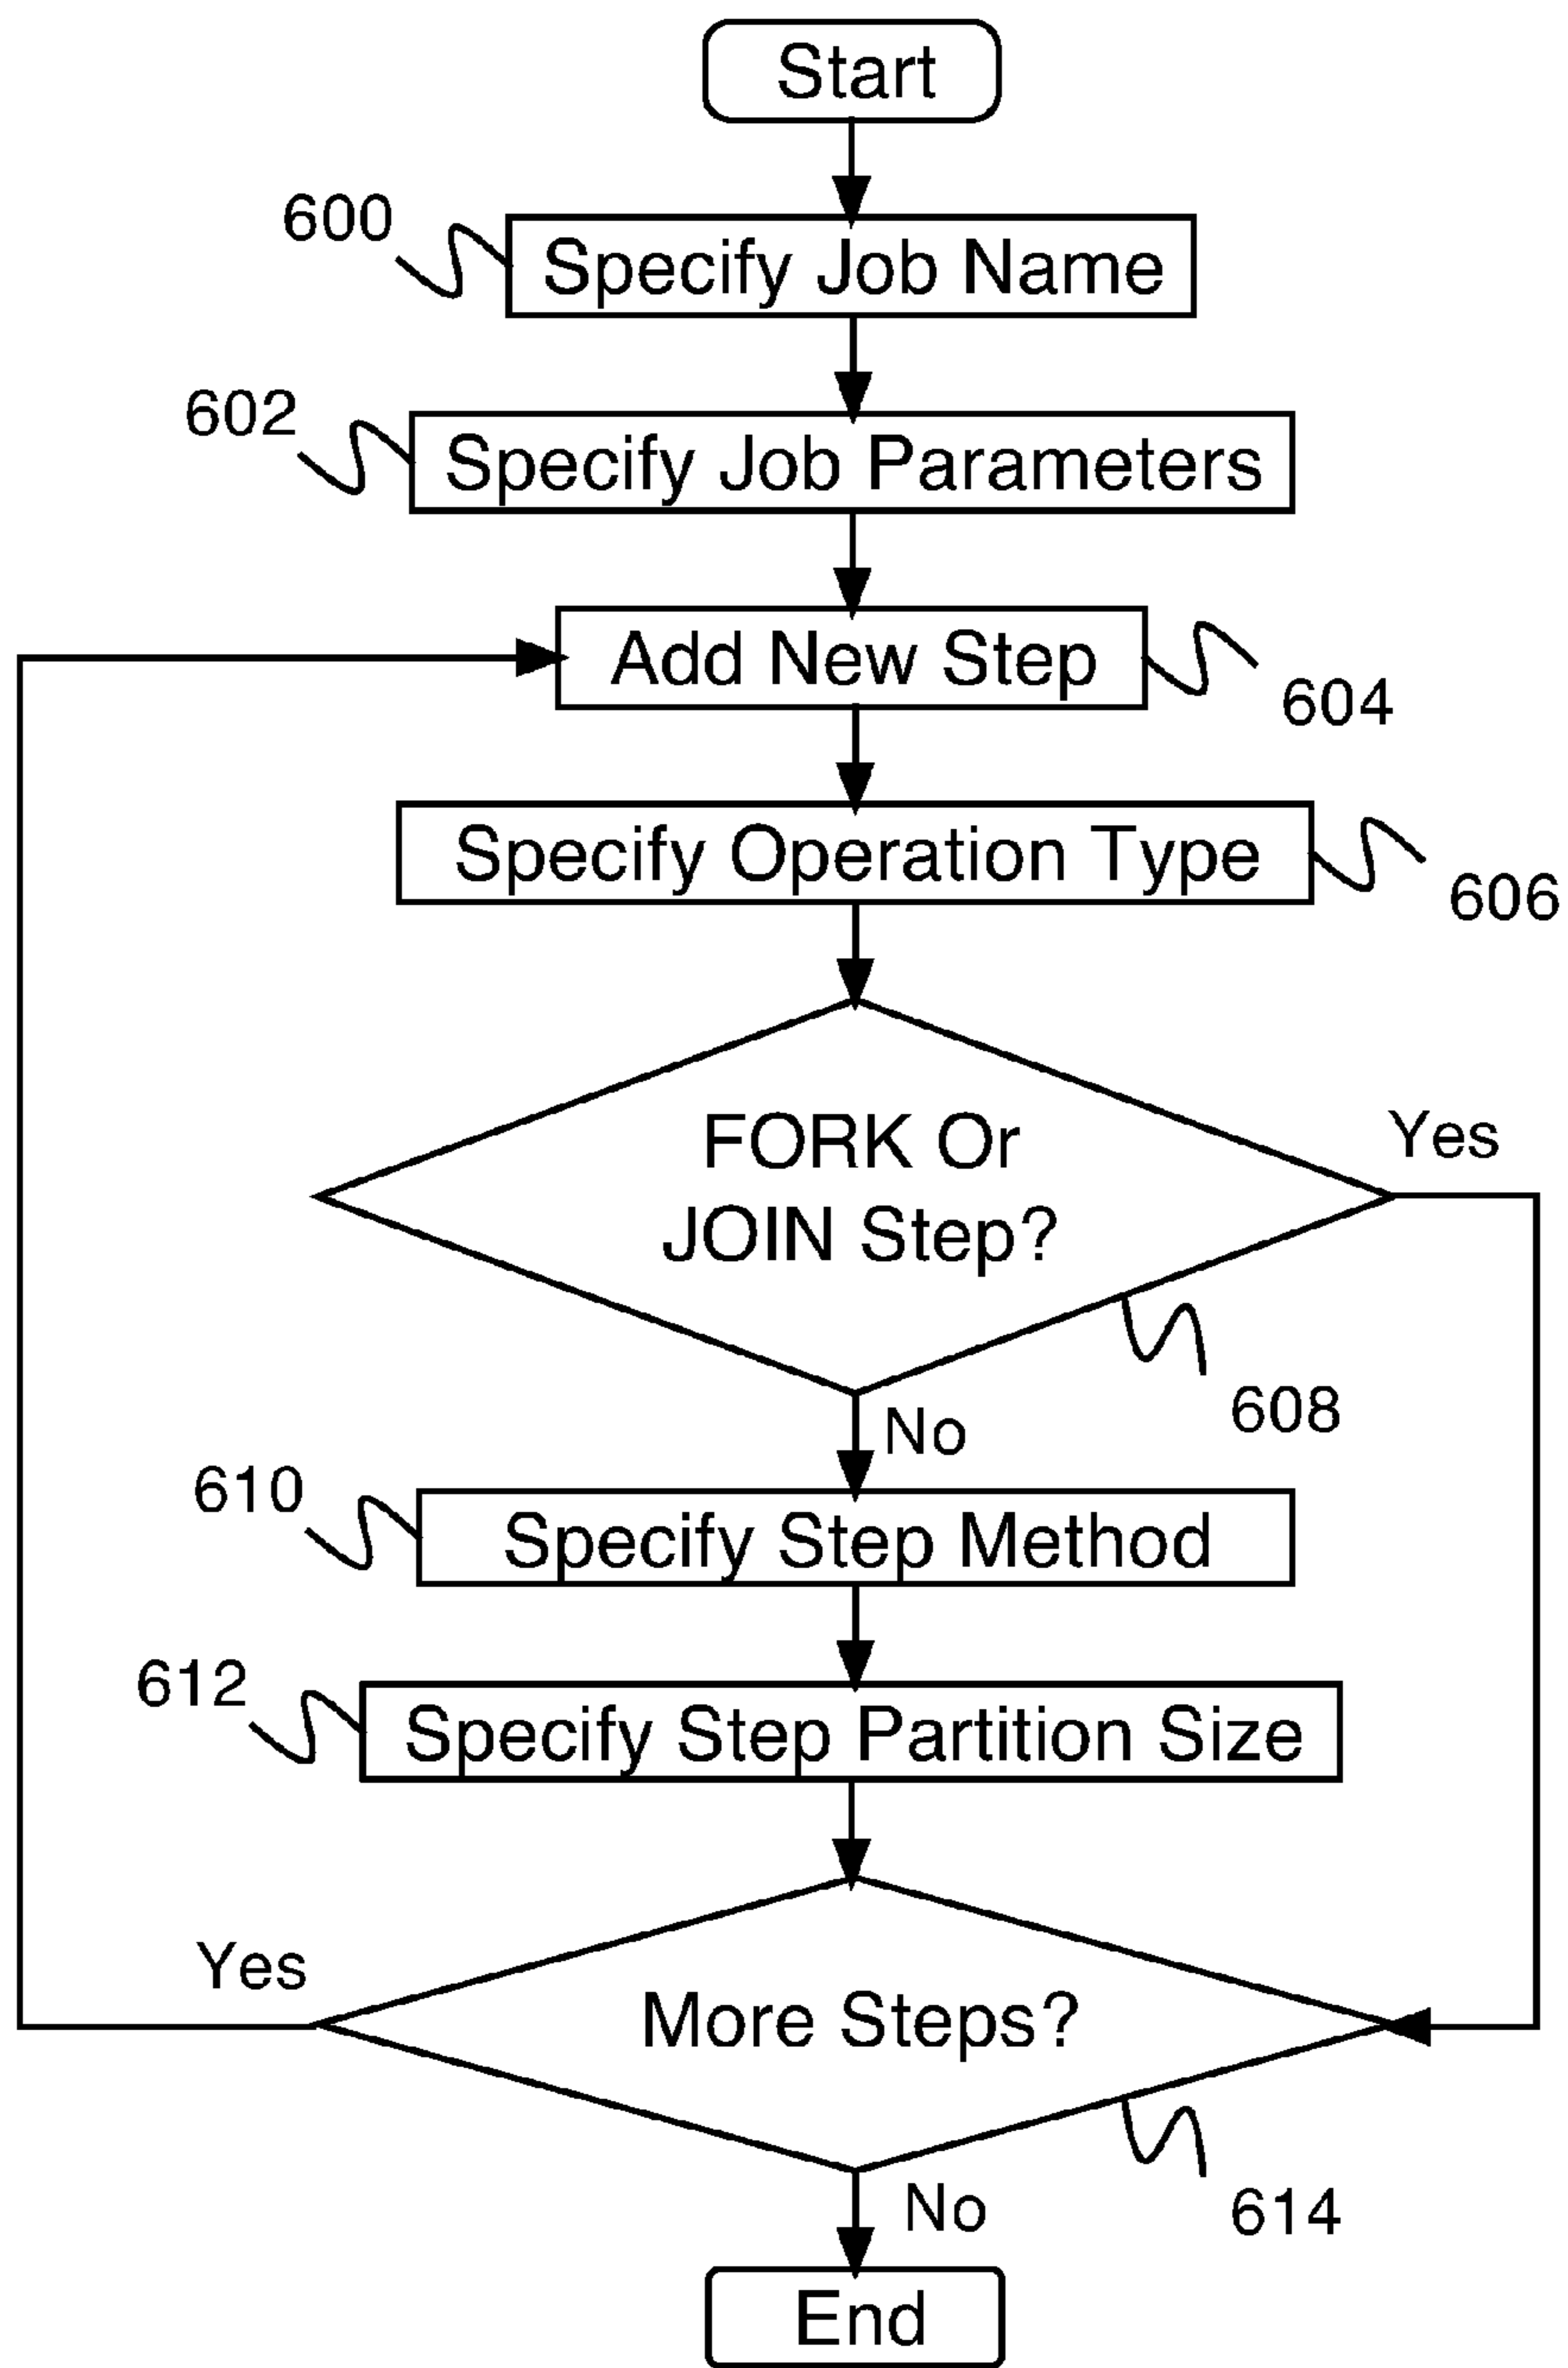 Start
600
Specify Job Name
602
Specify Job Parameters
Add New Step
604
Specify Operation Type
606
FORK Or
JOIN Step?
Yes
608
No
610
Specify Step Method
612
Specify Step Partition Size
Yes
More Steps?
614
No
End